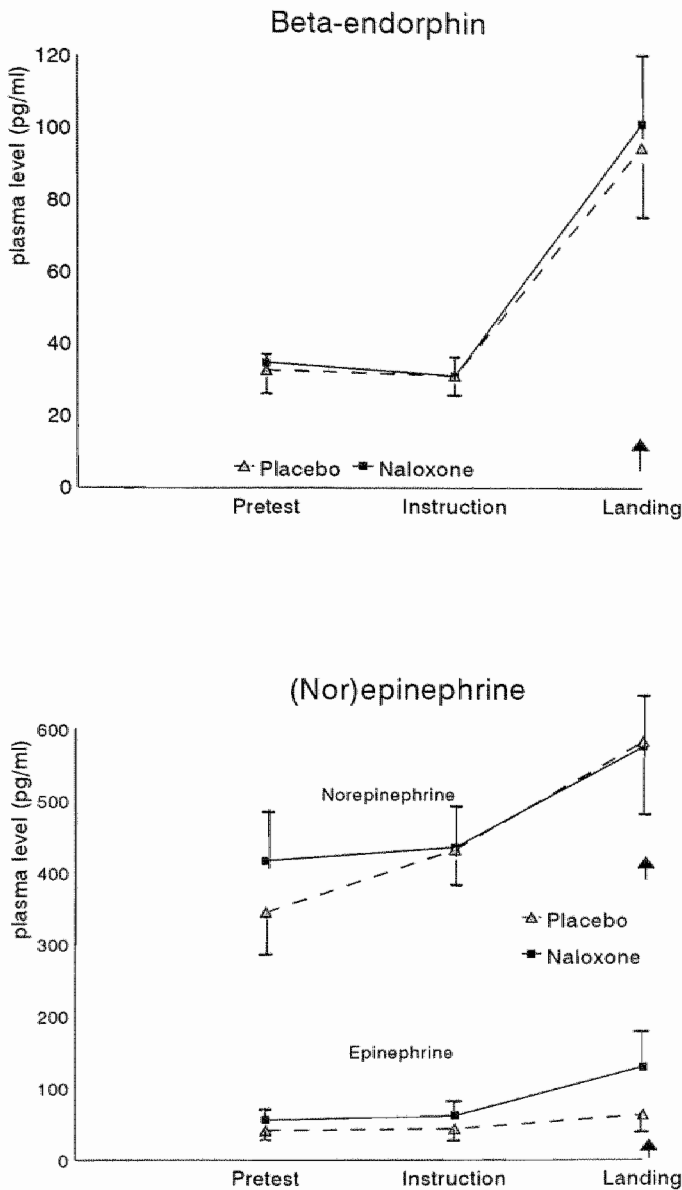 Beta-endorphin
plasma level (pg/ml)
120
100
80
60
40
20
0
Placebo Naloxone
Pretest Instruction Landing
(Nor)epinephrine
plasma level (pg/ml)
600
500
400
300
200
100
0
Norepinephrine
Placebo
Naloxone
Epinephrine
Pretest Instruction Landing